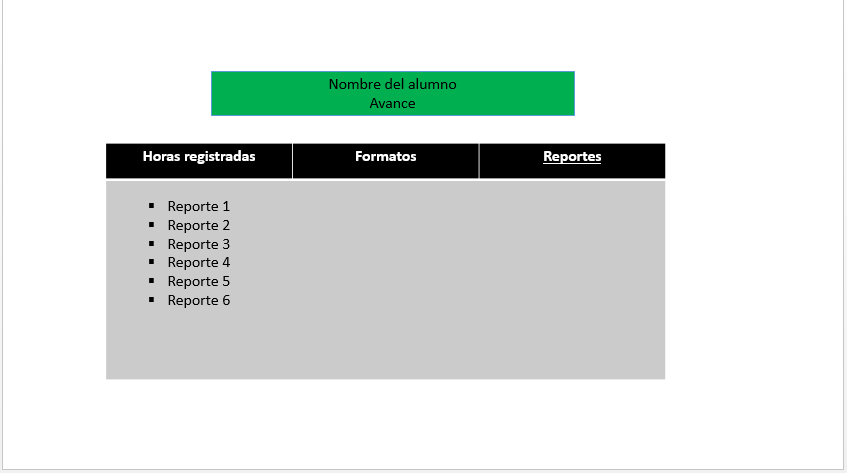 Nombre del alumno
Avance
Horas registradas
Formatos
Reportes
Reporte 1
Reporte 2
Reporte 3
Reporte 4
Reporte 5
Reporte 6